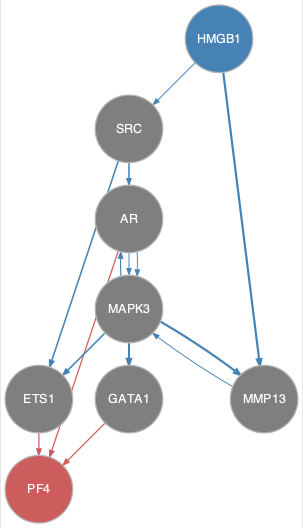 HMGB1
SRC
AR
MAPK3
ETS1
GATA1
MMP13
PF4